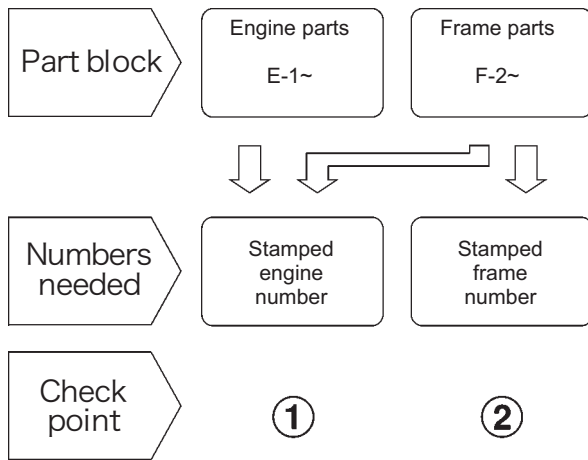 Part block
Engine parts
E-1~
Frame parts
F-2~
Numbers
needed
Stamped
engine
number
Stamped
frame
number
Check
point
①
②